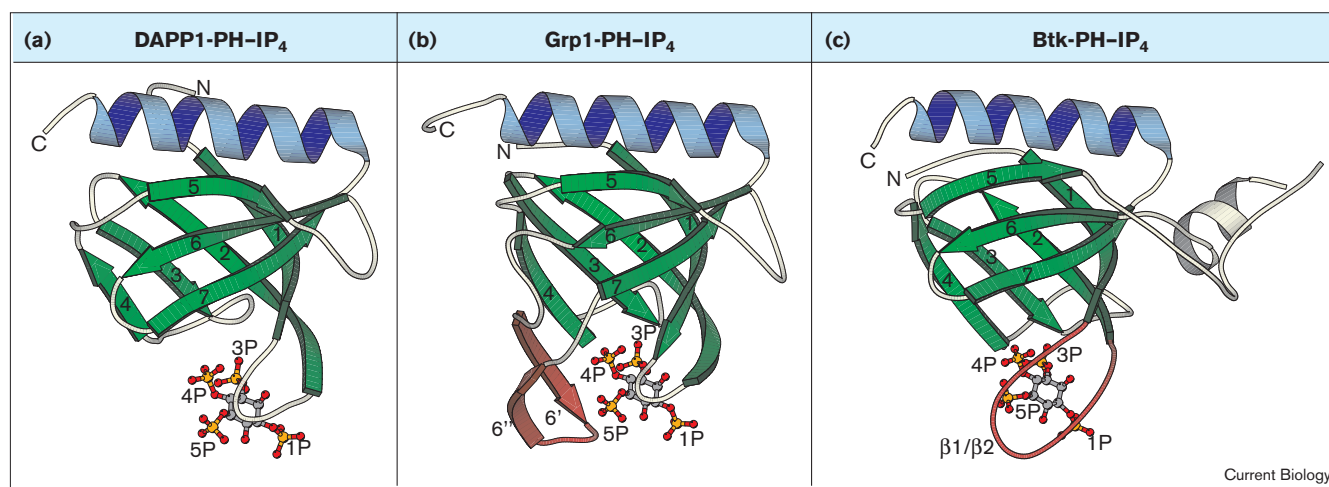 (a) DAPP1-PH–IP4
(b) Grp1-PH–IP4
(c) Btk-PH–IP4
N
C
5
1
6
2
3
7
4
3P
4P
5P
1P
C
N
5
1
6
2
3
7
4
3P
4P
6'
6''
5P
1P
C
N
5
1
6
2
3
7
4
4P
3P
5P
β1/β2
1P
Current Biology